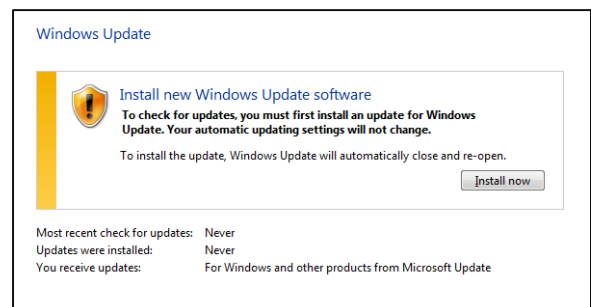 Windows Update
Install new Windows Update software
To check for updates, you must first install an update for Windows
Update. Your automatic updating settings will not change.
To install the update, Windows Update will automatically close and re-open.
Install now
Most recent check for updates: Never
Updates were installed: Never
You receive updates: For Windows and other products from Microsoft Update